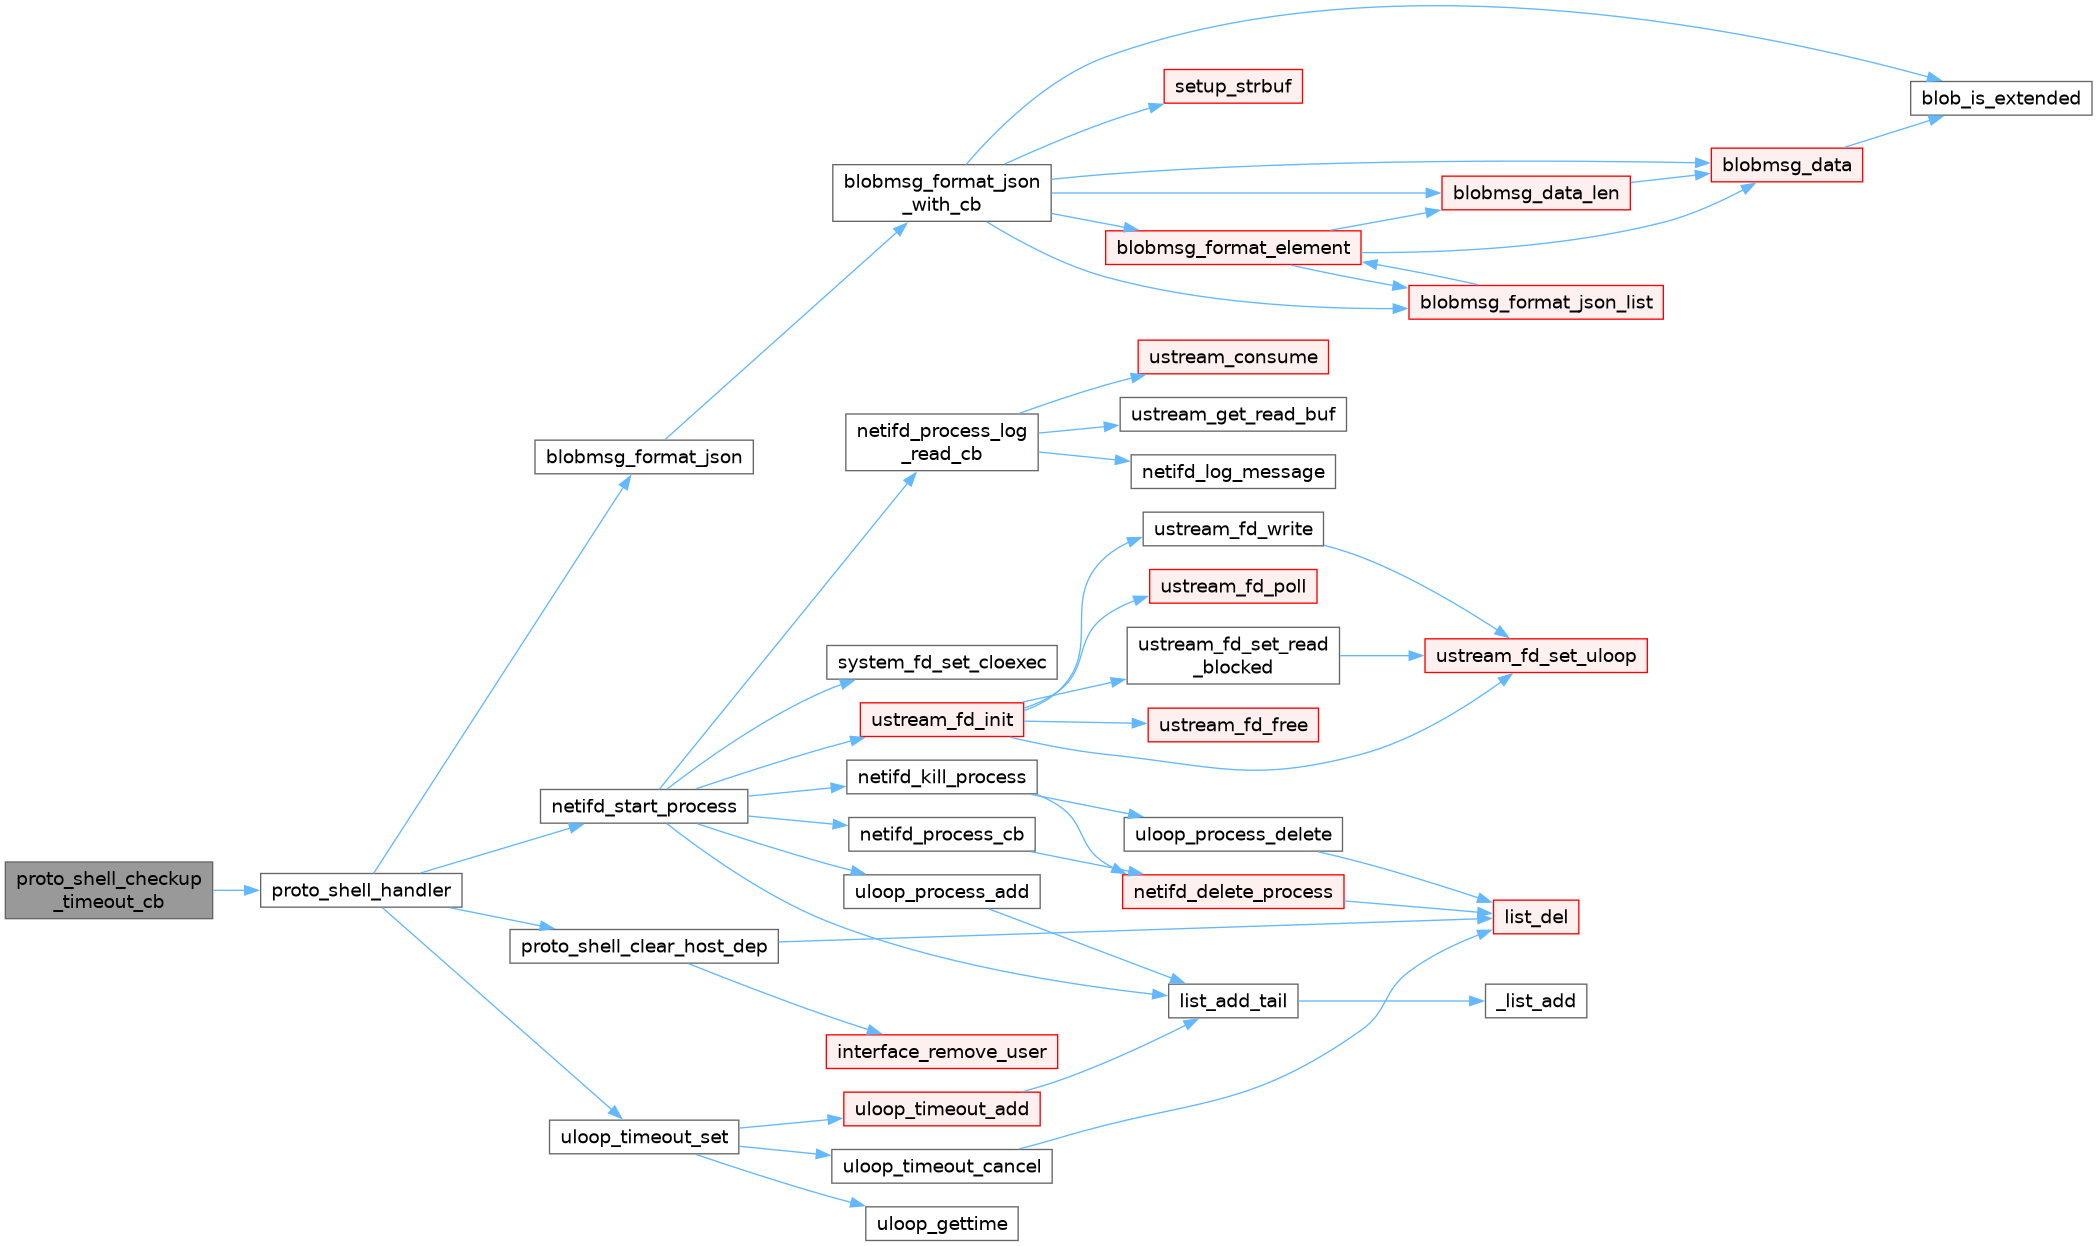 setup_strbuf
blob_is_extended
blobmsg_data
blobmsg_format_json
_with_cb
blobmsg_data_len
blobmsg_format_element
blobmsg_format_json_list
ustream_consume
ustream_get_read_buf
netifd_process_log
_read_cb
blobmsg_format_json
netifd_log_message
ustream_fd_write
ustream_fd_poll
ustream_fd_set_read
_blocked
system_fd_set_cloexec
ustream_fd_set_uloop
ustream_fd_init
ustream_fd_free
netifd_kill_process
netifd_start_process
netifd_process_cb
uloop_process_delete
proto_shell_checkup
_timeout_cb
proto_shell_handler
uloop_process_add
netifd_delete_process
list_del
proto_shell_clear_host_dep
list_add_tail
_list_add
interface_remove_user
uloop_timeout_add
uloop_timeout_set
uloop_timeout_cancel
uloop_gettime